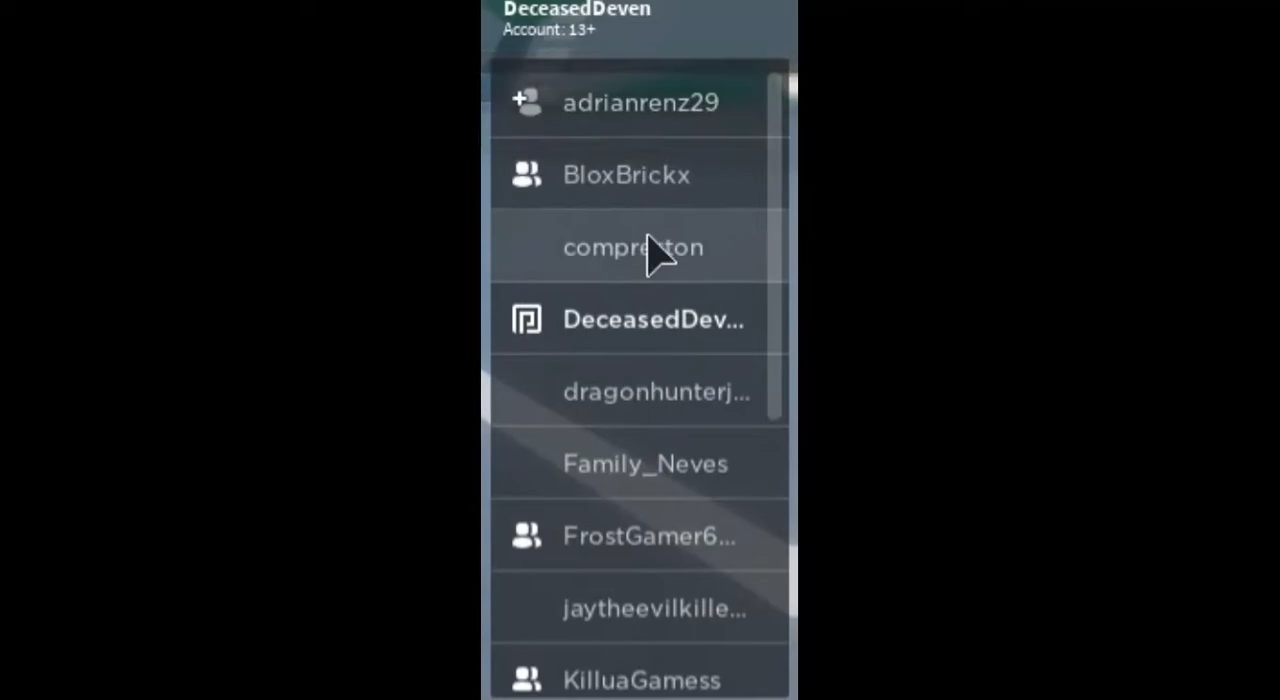 DeceasedDeven
Account: 13+
adrianrenz29
BloxBrickx
DeceasedDev...
dragonhunterj...
Family_Neves
FrostGamer6...
jaytheevilkille...
KilluaGamess